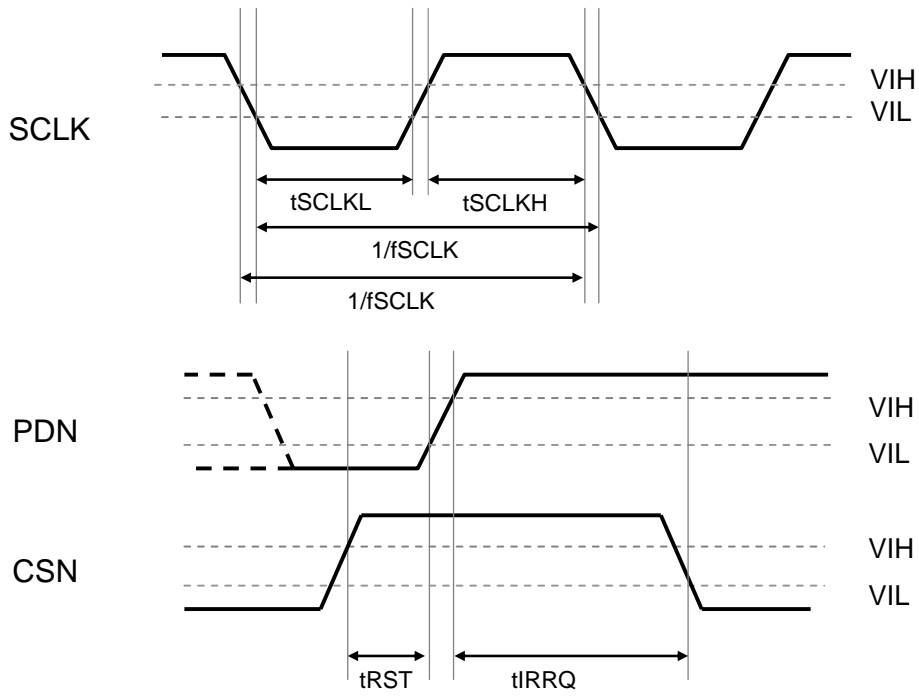 VIH
SCLK
VIL
tSCLKL
tSCLKH
1/fSCLK
1/fSCLK
VIH
PDN
VIL
VIH
CSN
VIL
tRST
tIRRQ